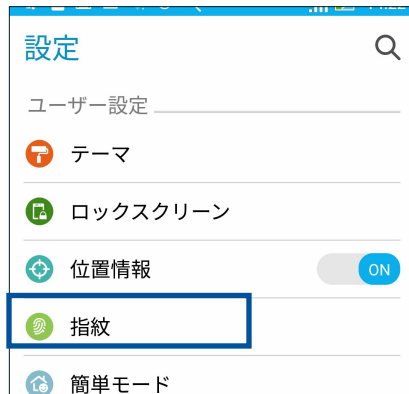 設定
ユーザー設定
テーマ
ロックスクリーン
位置情報
ON
指紋
簡単モード